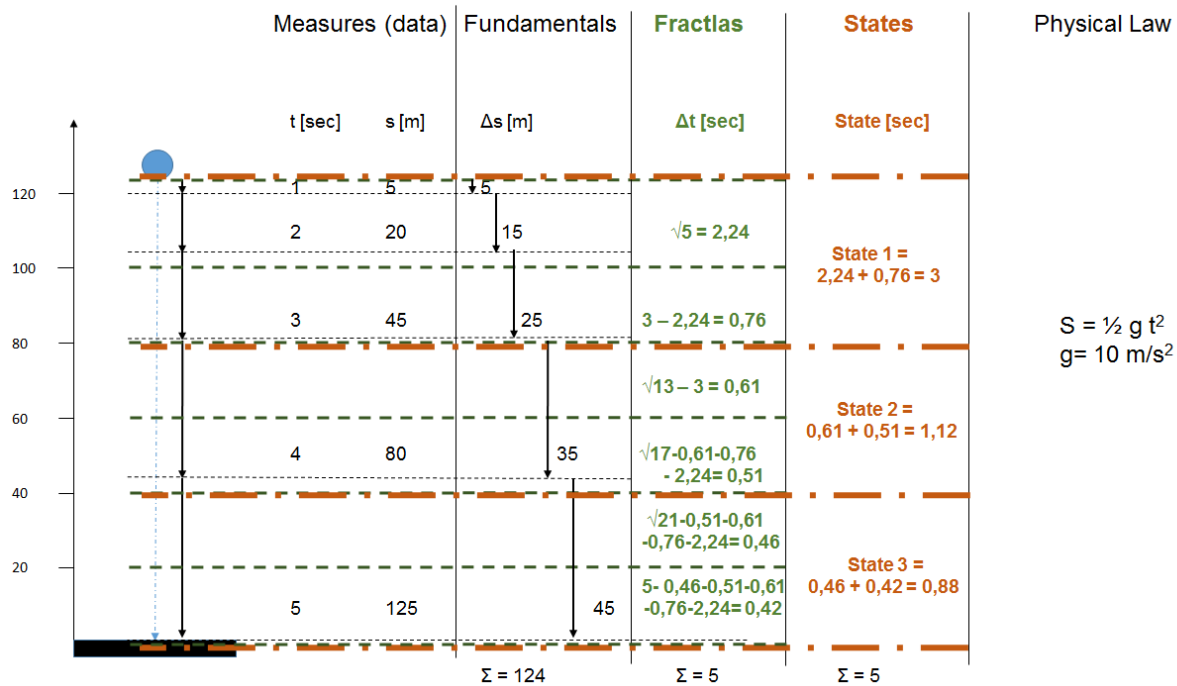 Measures (data) Fundamentals Fractlas States Physical Law
t [sec] s [m] Δs [m] Δt [sec] State [sec]
120
1 5 5
2 20 15 √5 = 2,24
State 1 =
2,24 + 0,76 = 3
100
3 45 25 3 – 2,24 = 0,76
S = ½ g t²
g= 10 m/s²
80
√13 – 3 = 0,61
60
State 2 =
0,61 + 0,51 = 1,12
4 80 35 √17-0,61-0,76
- 2,24= 0,51
40
√21-0,51-0,61
-0,76-2,24= 0,46
20
State 3 =
0,46 + 0,42 = 0,88
5 125 45 5- 0,46-0,51-0,61
-0,76-2,24= 0,42
Σ = 124 Σ = 5 Σ = 5